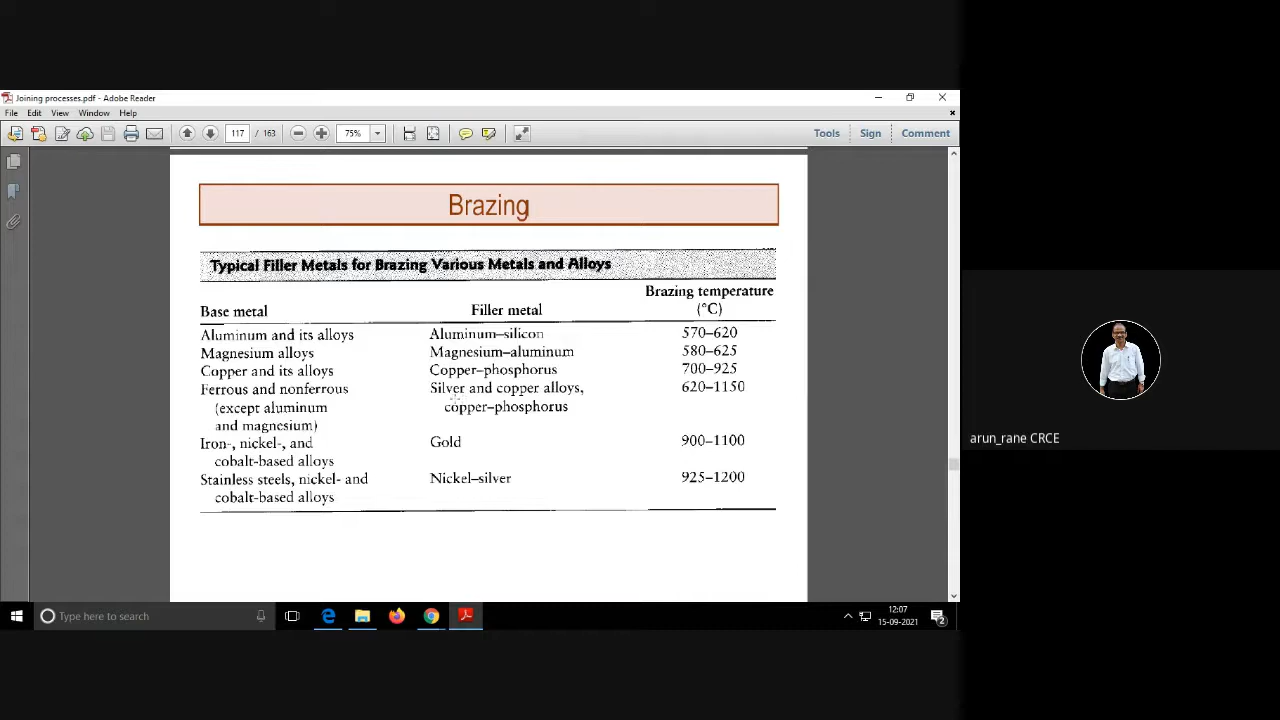 Joining processes.pdf - Adobe Reader
File Edit View Window Help
117 / 163 75% Tools Sign Comment
Brazing
Typical Filler Metals for Brazing Various Metals and Alloys
Brazing temperature
Base metal Filler metal (°C)
Aluminum and its alloys Aluminum–silicon 570–620
Magnesium alloys Magnesium–aluminum 580–625
Copper and its alloys Copper–phosphorus 700–925
Ferrous and nonferrous Silver and copper alloys, 620–1150
(except aluminum copper–phosphorus
and magnesium)
Iron-, nickel-, and Gold 900–1100
cobalt-based alloys
Stainless steels, nickel- and Nickel–silver 925–1200
cobalt-based alloys
arun_rane CRCE
Type here to search
12:07
15-09-2021
2